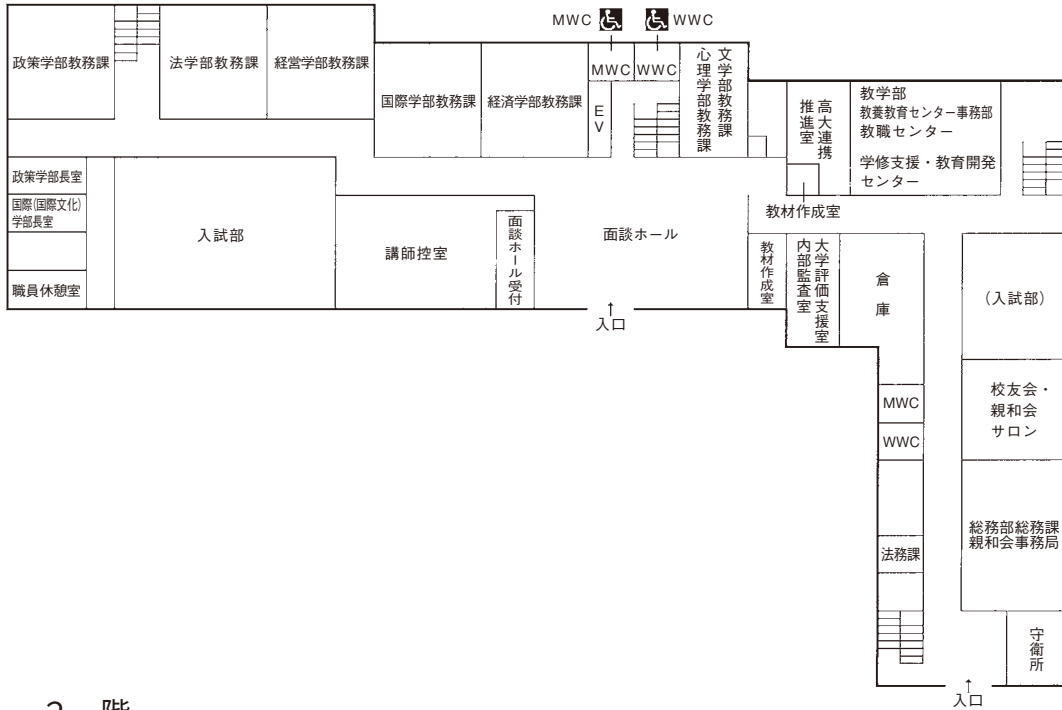 MWC
WWC
政策学部教務課
法学部教務課
経営学部教務課
国際学部教務課
経済学部教務課
MWC
WWC
EV
文学部教務課
心理学部教務課
高大連携
推進室
教学部
教養教育センター事務部
教職センター
学修支援・教育開発
センター
教材作成室
政策学部長室
国際(国際文化)
学部長室
職員休憩室
入試部
講師控室
面談ホール受付
面談ホール
教材作成室
大学評価支援室
内部監査室
倉庫
(入試部)
↑
入口
校友会・
親和会
サロン
MWC
WWC
総務部総務課
親和会事務局
法務課
守衛所
↑
入口